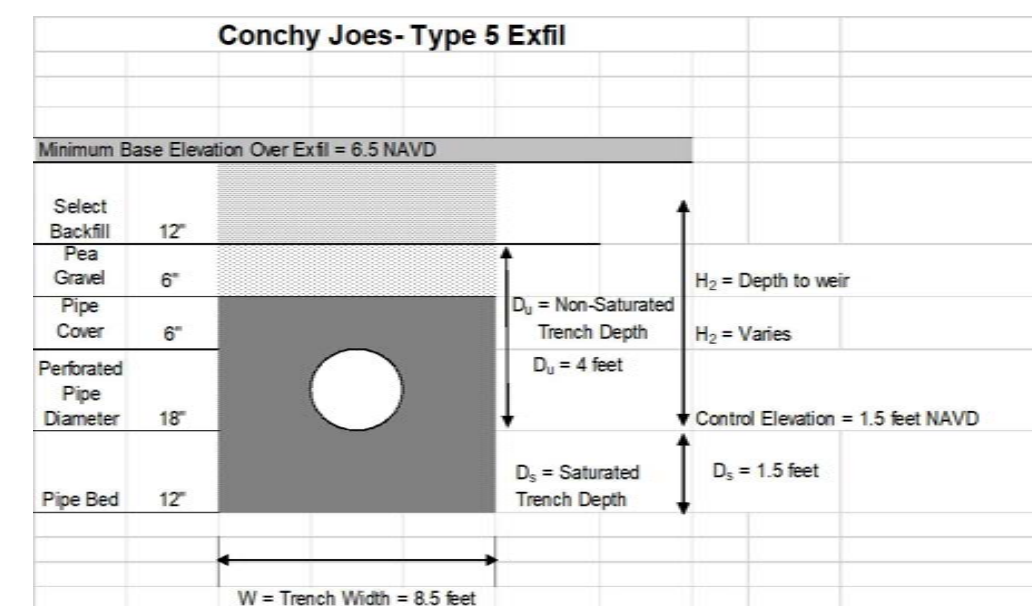 Conchy Joes- Type 5 Exfil
Minimum Base Elevation Over Exfil = 6.5 NAVD
Select
Backfill 12"
Pea
Gravel 6"
Pipe
Cover 6"
Perforated
Pipe
Diameter 18"
Pipe Bed 12"
Dᵤ = Non-Saturated
Trench Depth
Dᵤ = 4 feet
H₂ = Depth to weir
H₂ = Varies
Control Elevation = 1.5 feet NAVD
Dₛ = Saturated
Trench Depth
Dₛ = 1.5 feet
W = Trench Width = 8.5 feet